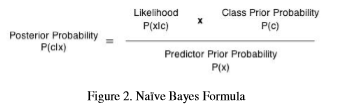 Likelihood Class Prior Probability
P(x|c) x P(c)
Posterior Probability
P(c|x) =
Predictor Prior Probability
P(x)
Figure 2. Naïve Bayes Formula